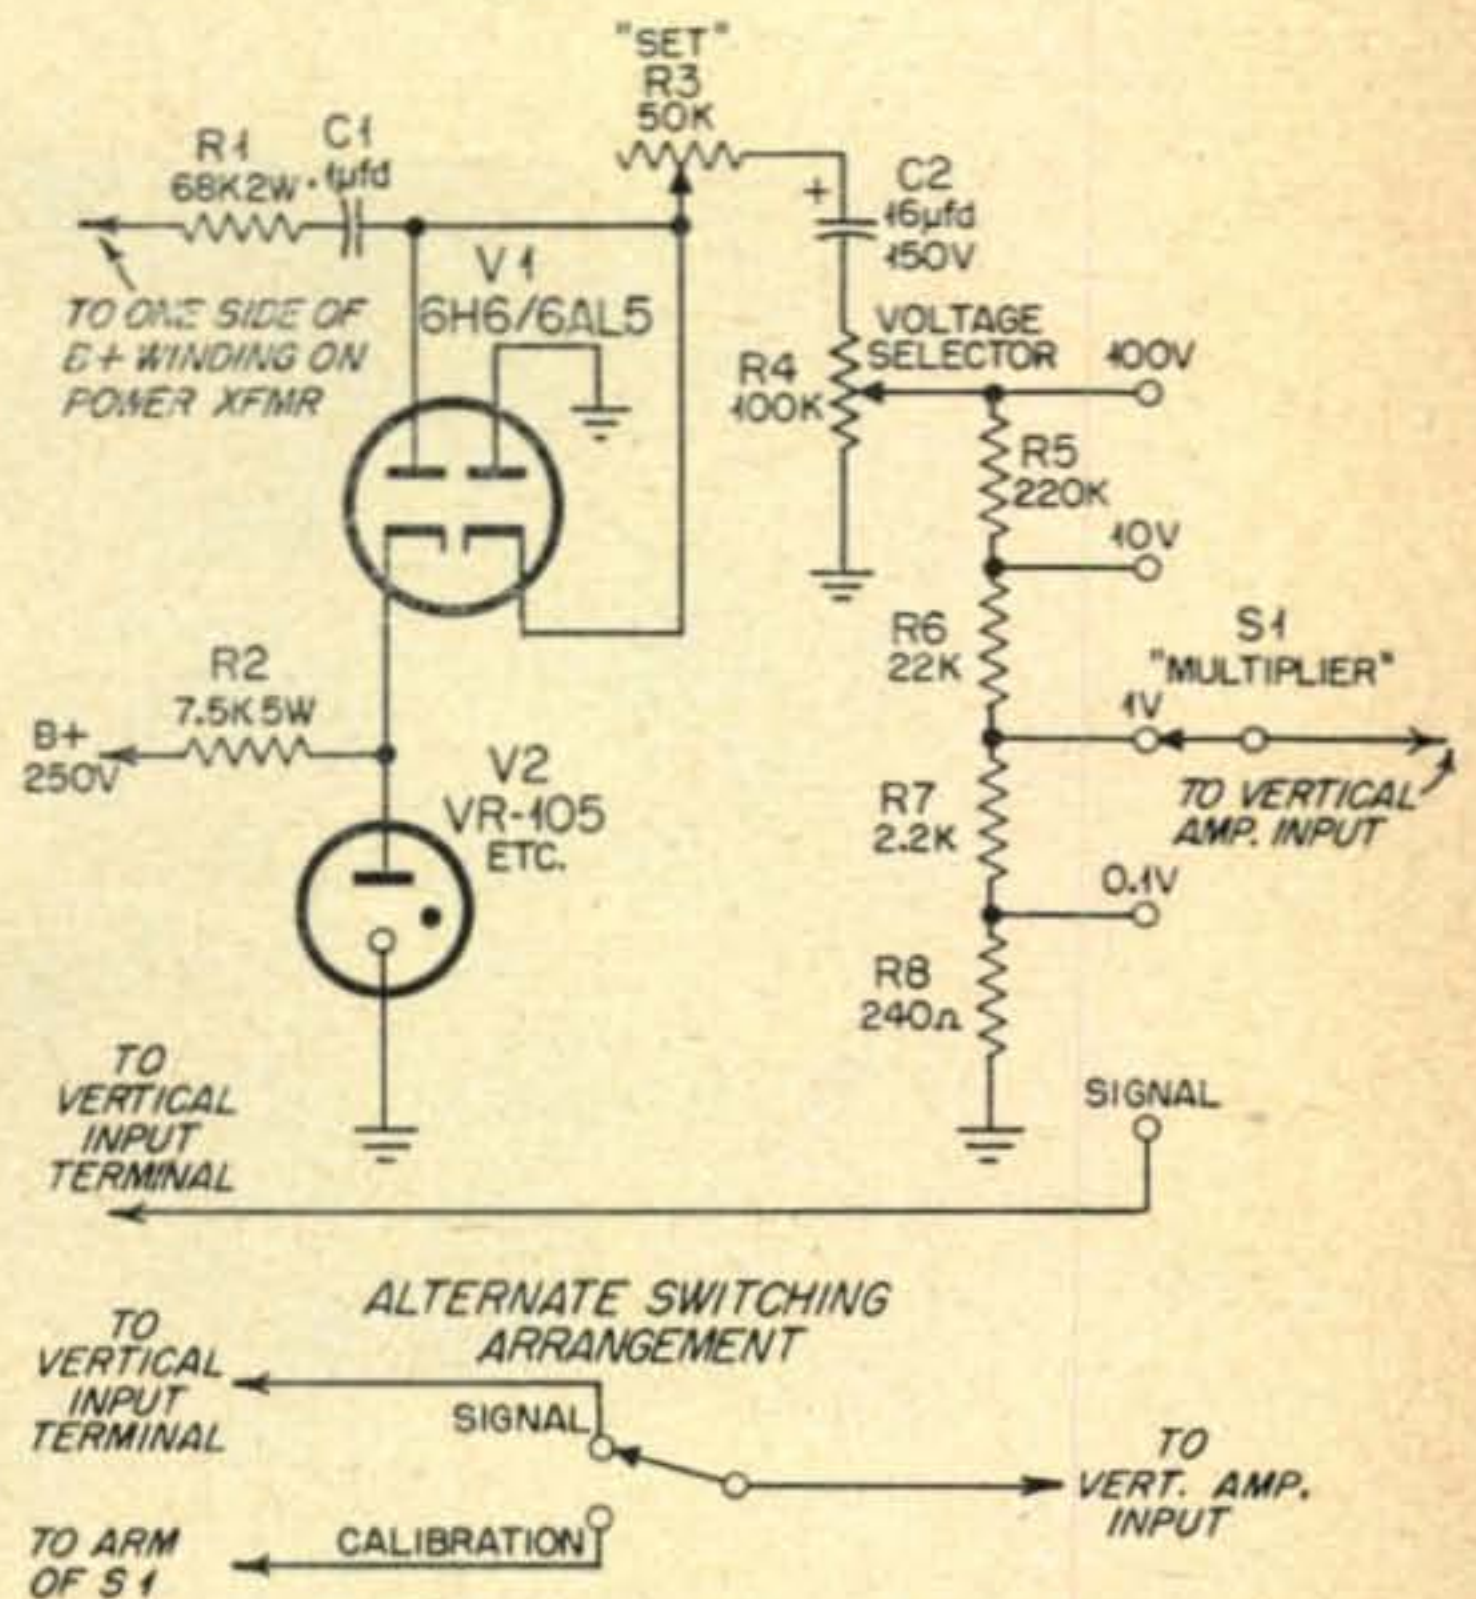 "SET"
R3
50K
R1
68K2W
C1
.1µfd
+
C2
16µfd
150V
V1
6H6/6AL5
TO ONE SIDE OF
B+ WINDING ON
POWER XFMR
VOLTAGE
SELECTOR
100V
R4
100K
R5
220K
10V
R6
22K
S1
"MULTIPLIER"
1V
R2
7.5K5W
B+
250V
V2
VR-105
ETC.
R7
2.2K
TO VERTICAL
AMP. INPUT
0.1V
R8
240Ω
TO
VERTICAL
INPUT
TERMINAL
SIGNAL
ALTERNATE SWITCHING
ARRANGEMENT
TO
VERTICAL
INPUT
TERMINAL
SIGNAL
TO
VERT. AMP.
INPUT
CALIBRATION
TO ARM
OF S1